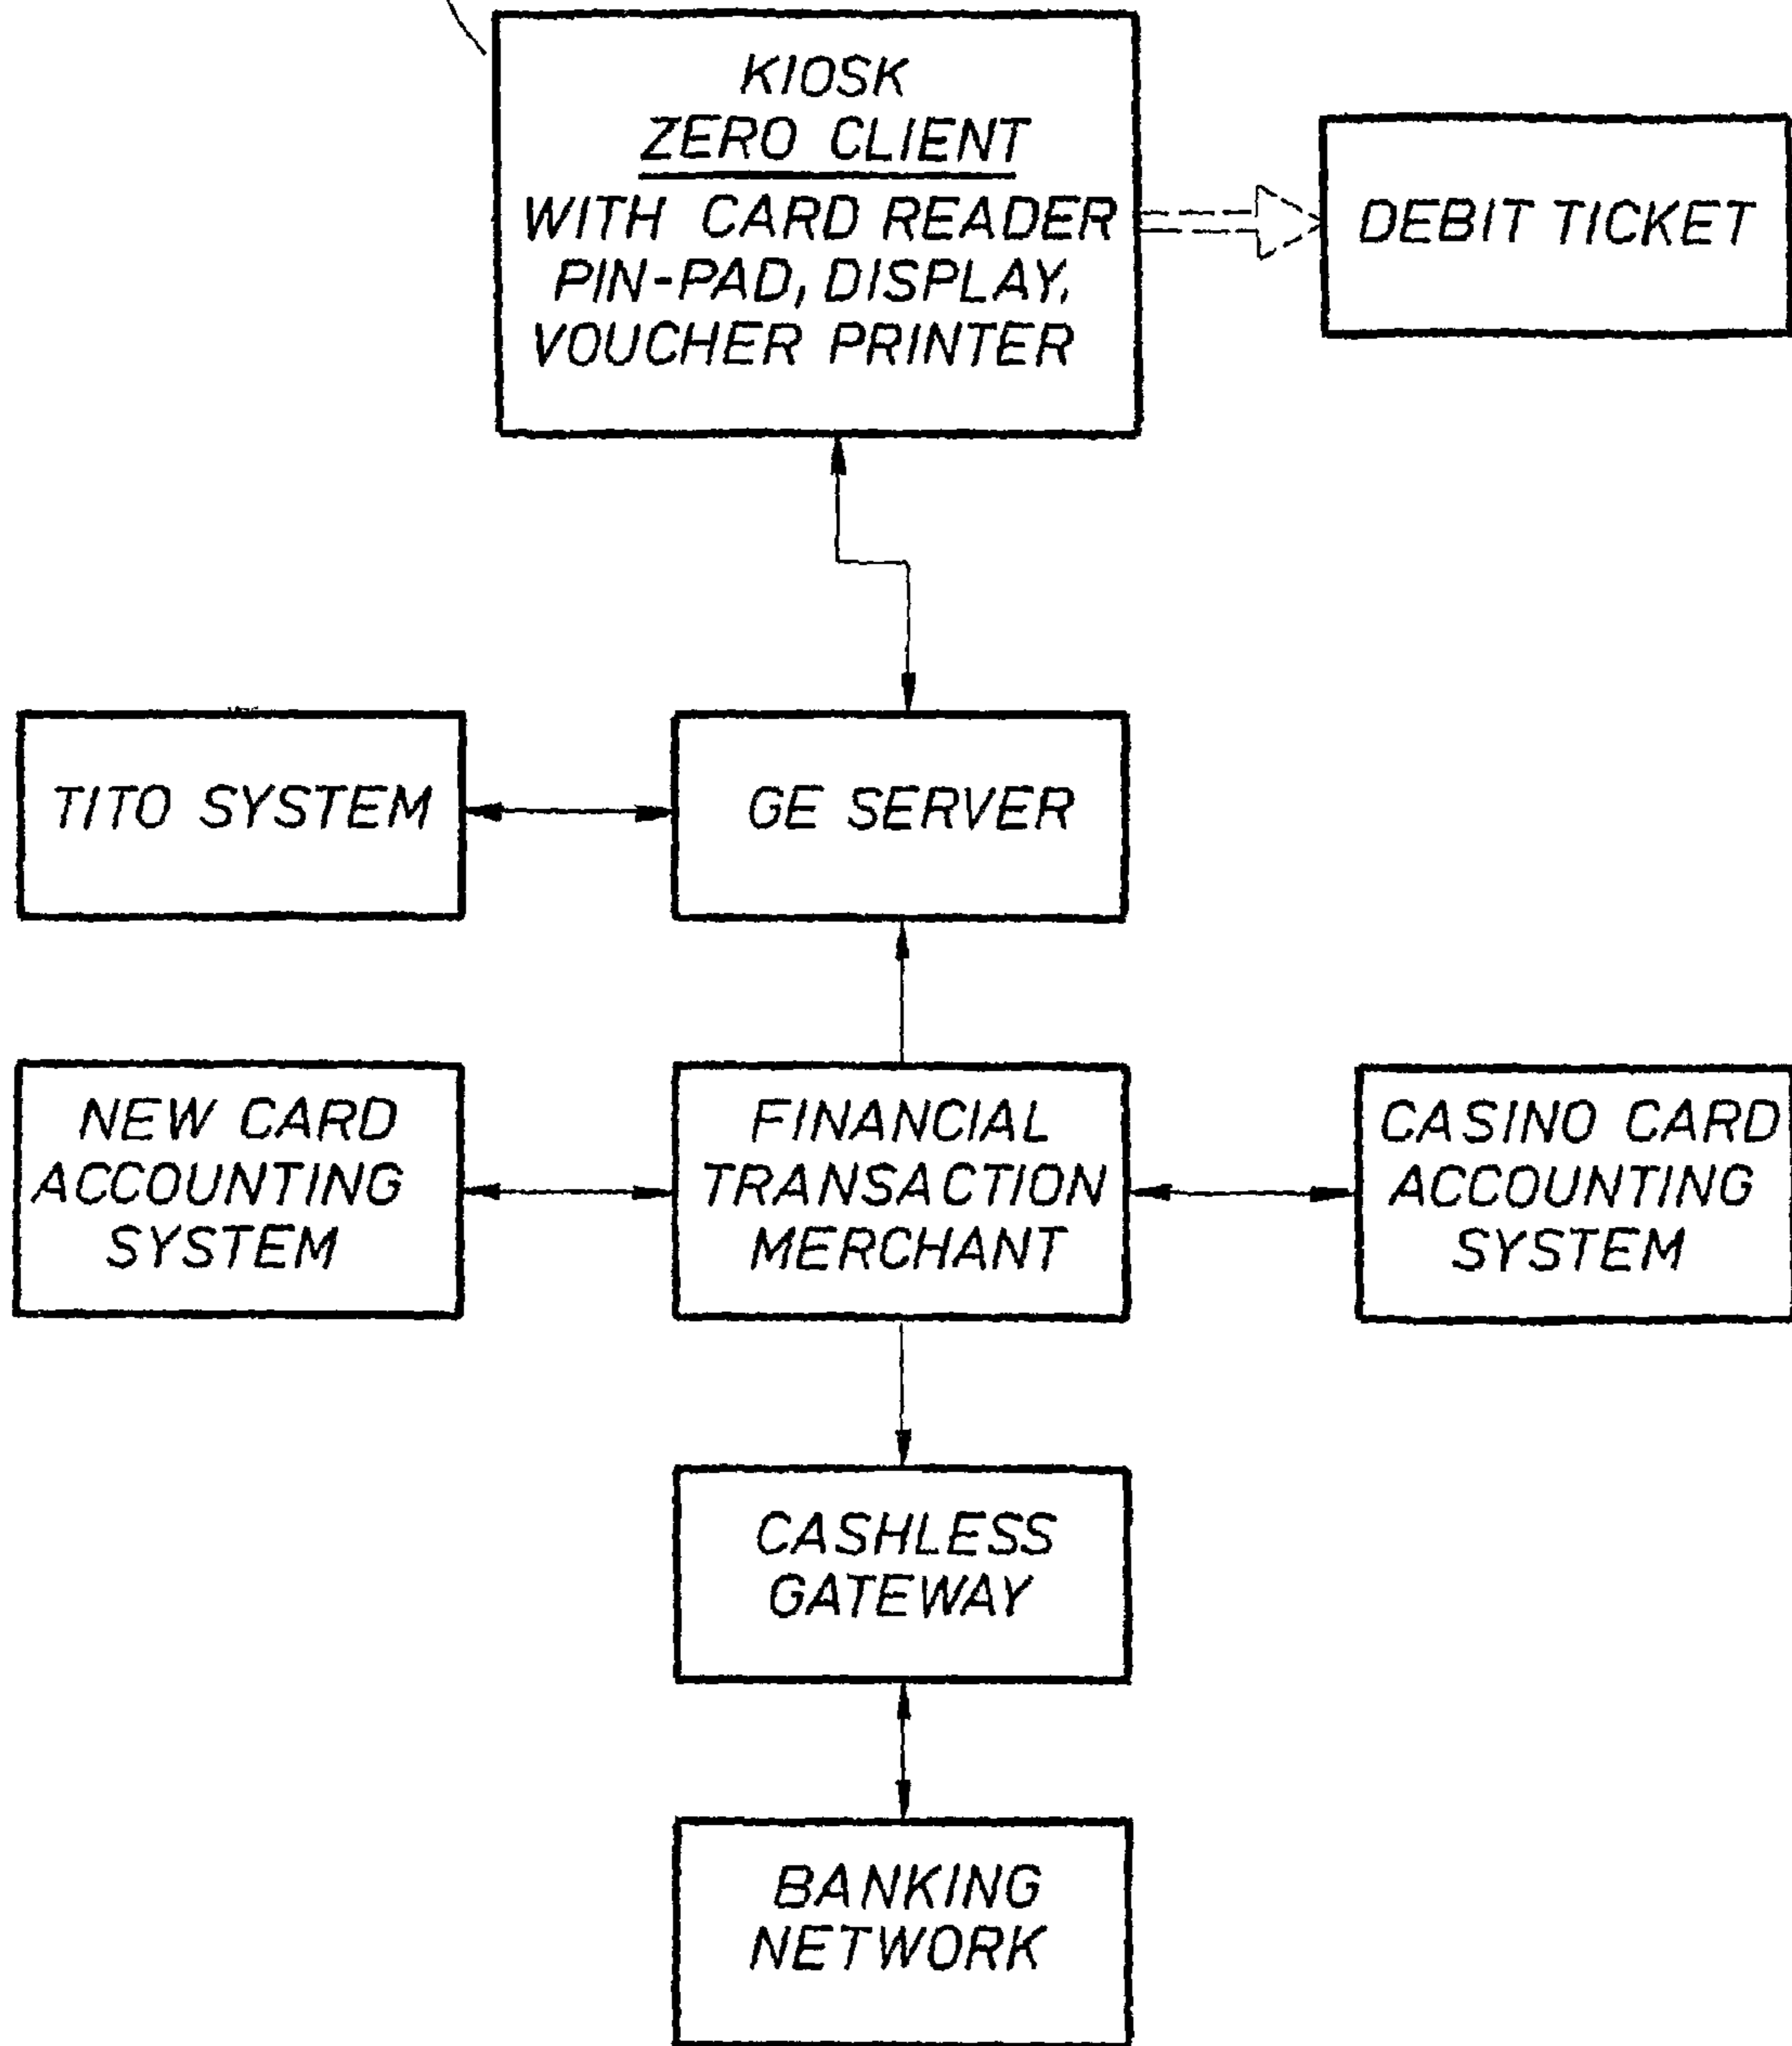 KIOSK
ZERO CLIENT
WITH CARD READER
PIN-PAD, DISPLAY,
VOUCHER PRINTER
DEBIT TICKET
TITO SYSTEM
GE SERVER
NEW CARD
ACCOUNTING
SYSTEM
FINANCIAL
TRANSACTION
MERCHANT
CASINO CARD
ACCOUNTING
SYSTEM
CASHLESS
GATEWAY
BANKING
NETWORK